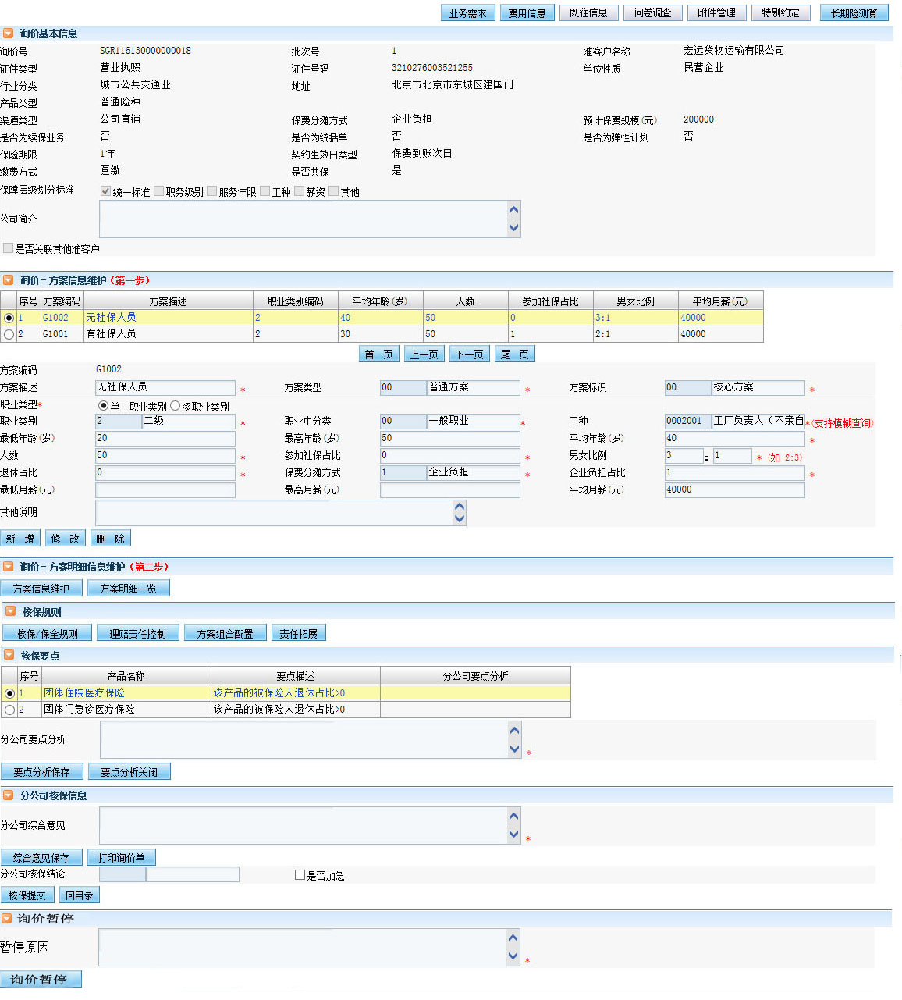 业务需求 费用信息 既往信息 问卷调查 附件管理 特别约定 长期险测算
询价基本信息
询价号 SGR116130000000018 批次号 1 准客户名称 宏远货物运输有限公司
证件类型 营业执照 证件号码 3210276003521255 单位性质 民营企业
行业分类 城市公共交通业 地址 北京市北京市东城区建国门
产品类型 普通险种
渠道类型 公司直销 保费分摊方式 企业负担 预计保费规模(元) 200000
是否为续保业务 否 是否为统括单 否 是否为弹性计划 否
保险期限 1年 契约生效日类型 保费到账次日
缴费方式 趸缴 是否共保 是
保障层级划分标准 统一标准 职务级别 服务年限 工种 薪资 其他
公司简介
是否关联其他准客户
询价－方案信息维护（第一步）
序号 方案编码 方案描述 职业类别编码 平均年龄(岁) 人数 参加社保占比 男女比例 平均月薪(元)
1 G1002 无社保人员 2 40 50 0 3:1 40000
2 G1001 有社保人员 2 30 50 1 2:1 40000
首 页 上一页 下一页 尾 页
方案编码 G1002
方案描述 无社保人员 * 方案类型 00 普通方案 * 方案标识 00 核心方案 *
职业类型* 单一职业类别 多职业类别
职业类别 2 二级 * 职业中分类 00 一般职业 * 工种 0002001 工厂负责人（不亲自 *(支持模糊查询)
最低年龄(岁) 20 最高年龄(岁) 50 平均年龄(岁) 40 *
人数 50 * 参加社保占比 0 * 男女比例 3 : 1 * (如 2:3)
退休占比 0 * 保费分摊方式 1 企业负担 * 企业负担占比 1 *
最低月薪(元) 最高月薪(元) 平均月薪(元) 40000
其他说明
新 增 修 改 删 除
询价－方案明细信息维护（第二步）
方案信息维护 方案明细一览
核保规则
核保/保全规则 理赔责任控制 方案组合配置 责任拓展
核保要点
序号 产品名称 要点描述 分公司要点分析
1 团体住院医疗保险 该产品的被保险人退休占比>0
2 团体门急诊医疗保险 该产品的被保险人退休占比>0
分公司要点分析 *
要点分析保存 要点分析关闭
分公司核保信息
分公司综合意见 *
综合意见保存 打印询价单
分公司核保结论 是否加急
核保提交 回目录
询价暂停
暂停原因 *
询价暂停